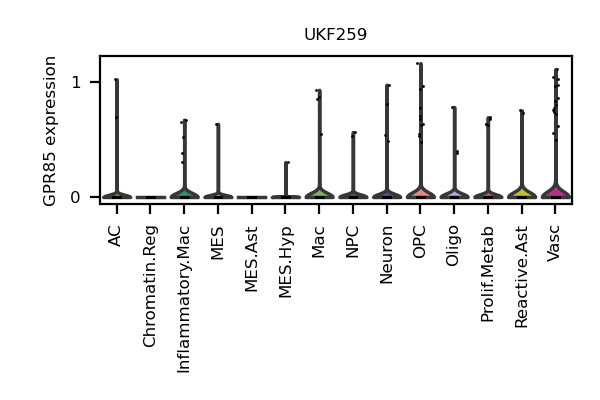 UKF259
GPR85 expression
1
0
AC
Chromatin.Reg
Inflammatory.Mac
MES
MES.Ast
MES.Hyp
Mac
NPC
Neuron
OPC
Oligo
Prolif.Metab
Reactive.Ast
Vasc